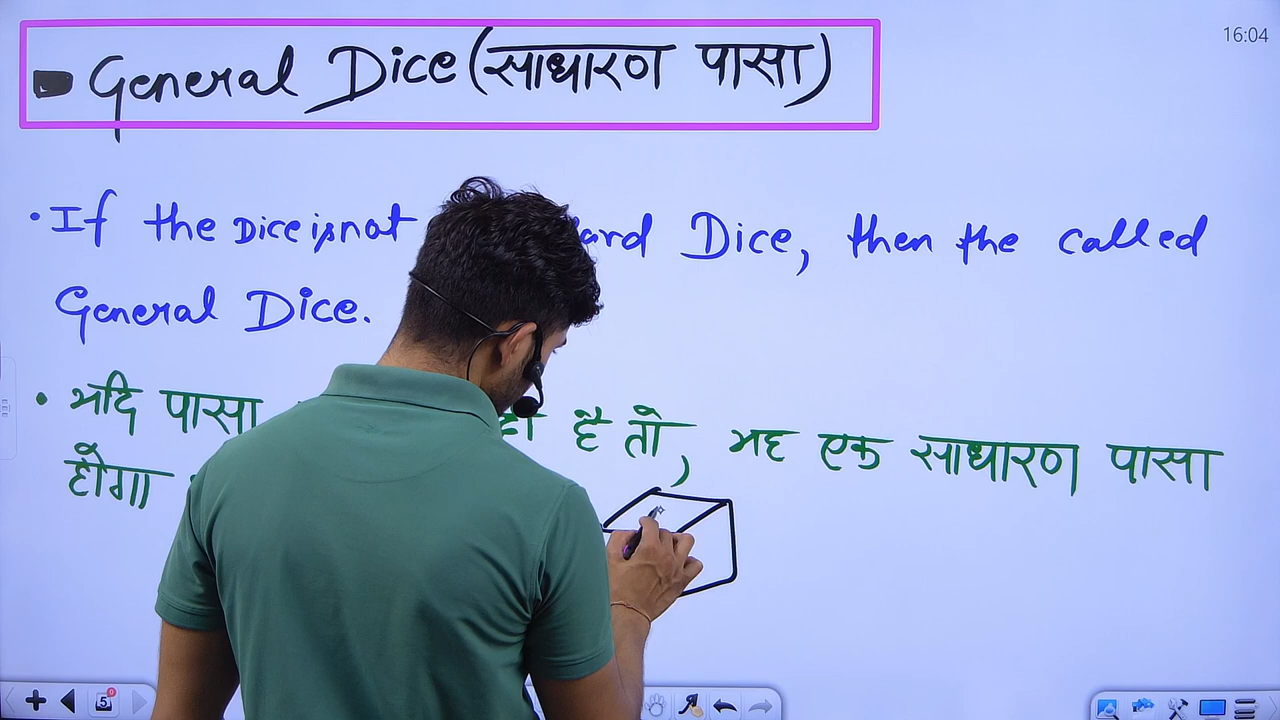 General Dice (साधारण पासा)
16:04
• If the Dice is not ard Dice, then the called
General Dice.
• यदि पासा है तो, यह एक साधारण पासा
होगा
5